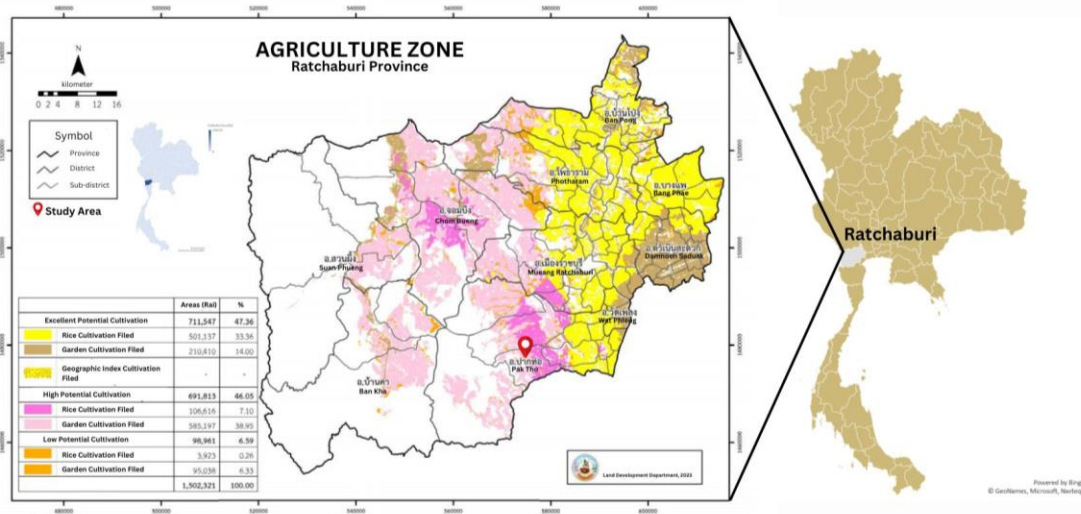 AGRICULTURE ZONE
Ratchaburi Province
N
kilometer
0 2 4 8 12 16
Symbol
Province
District
Sub-district
Study Area
อ.บ้านโป่ง
Ban Pong
อ.โพธาราม
Photharam
อ.บางแพ
Bang Phae
อ.จอมบึง
Chom Bueng
อ.ดำเนินสะดวก
Damnoen Saduak
อ.สวนผึ้ง
Suan Phueng
อ.เมืองราชบุรี
Mueang Ratchaburi
อ.วัดเพลง
Wat Phleng
อ.ปากท่อ
Pak Tho
อ.บ้านคา
Ban Kha
Areas (Rai) %
Excellent Potential Cultivation 711,547 47.36
Rice Cultivation Filed 501,137 33.36
Garden Cultivation Filed 210,410 14.00
Geographic Index Cultivation Filed - -
High Potential Cultivation 691,813 46.05
Rice Cultivation Filed 106,616 7.10
Garden Cultivation Filed 585,197 38.95
Low Potential Cultivation 98,961 6.59
Rice Cultivation Filed 3,923 0.26
Garden Cultivation Filed 95,038 6.33
1,502,321 100.00
Land Development Department, 2022
Ratchaburi
Powered by Bing
© GeoNames, Microsoft,